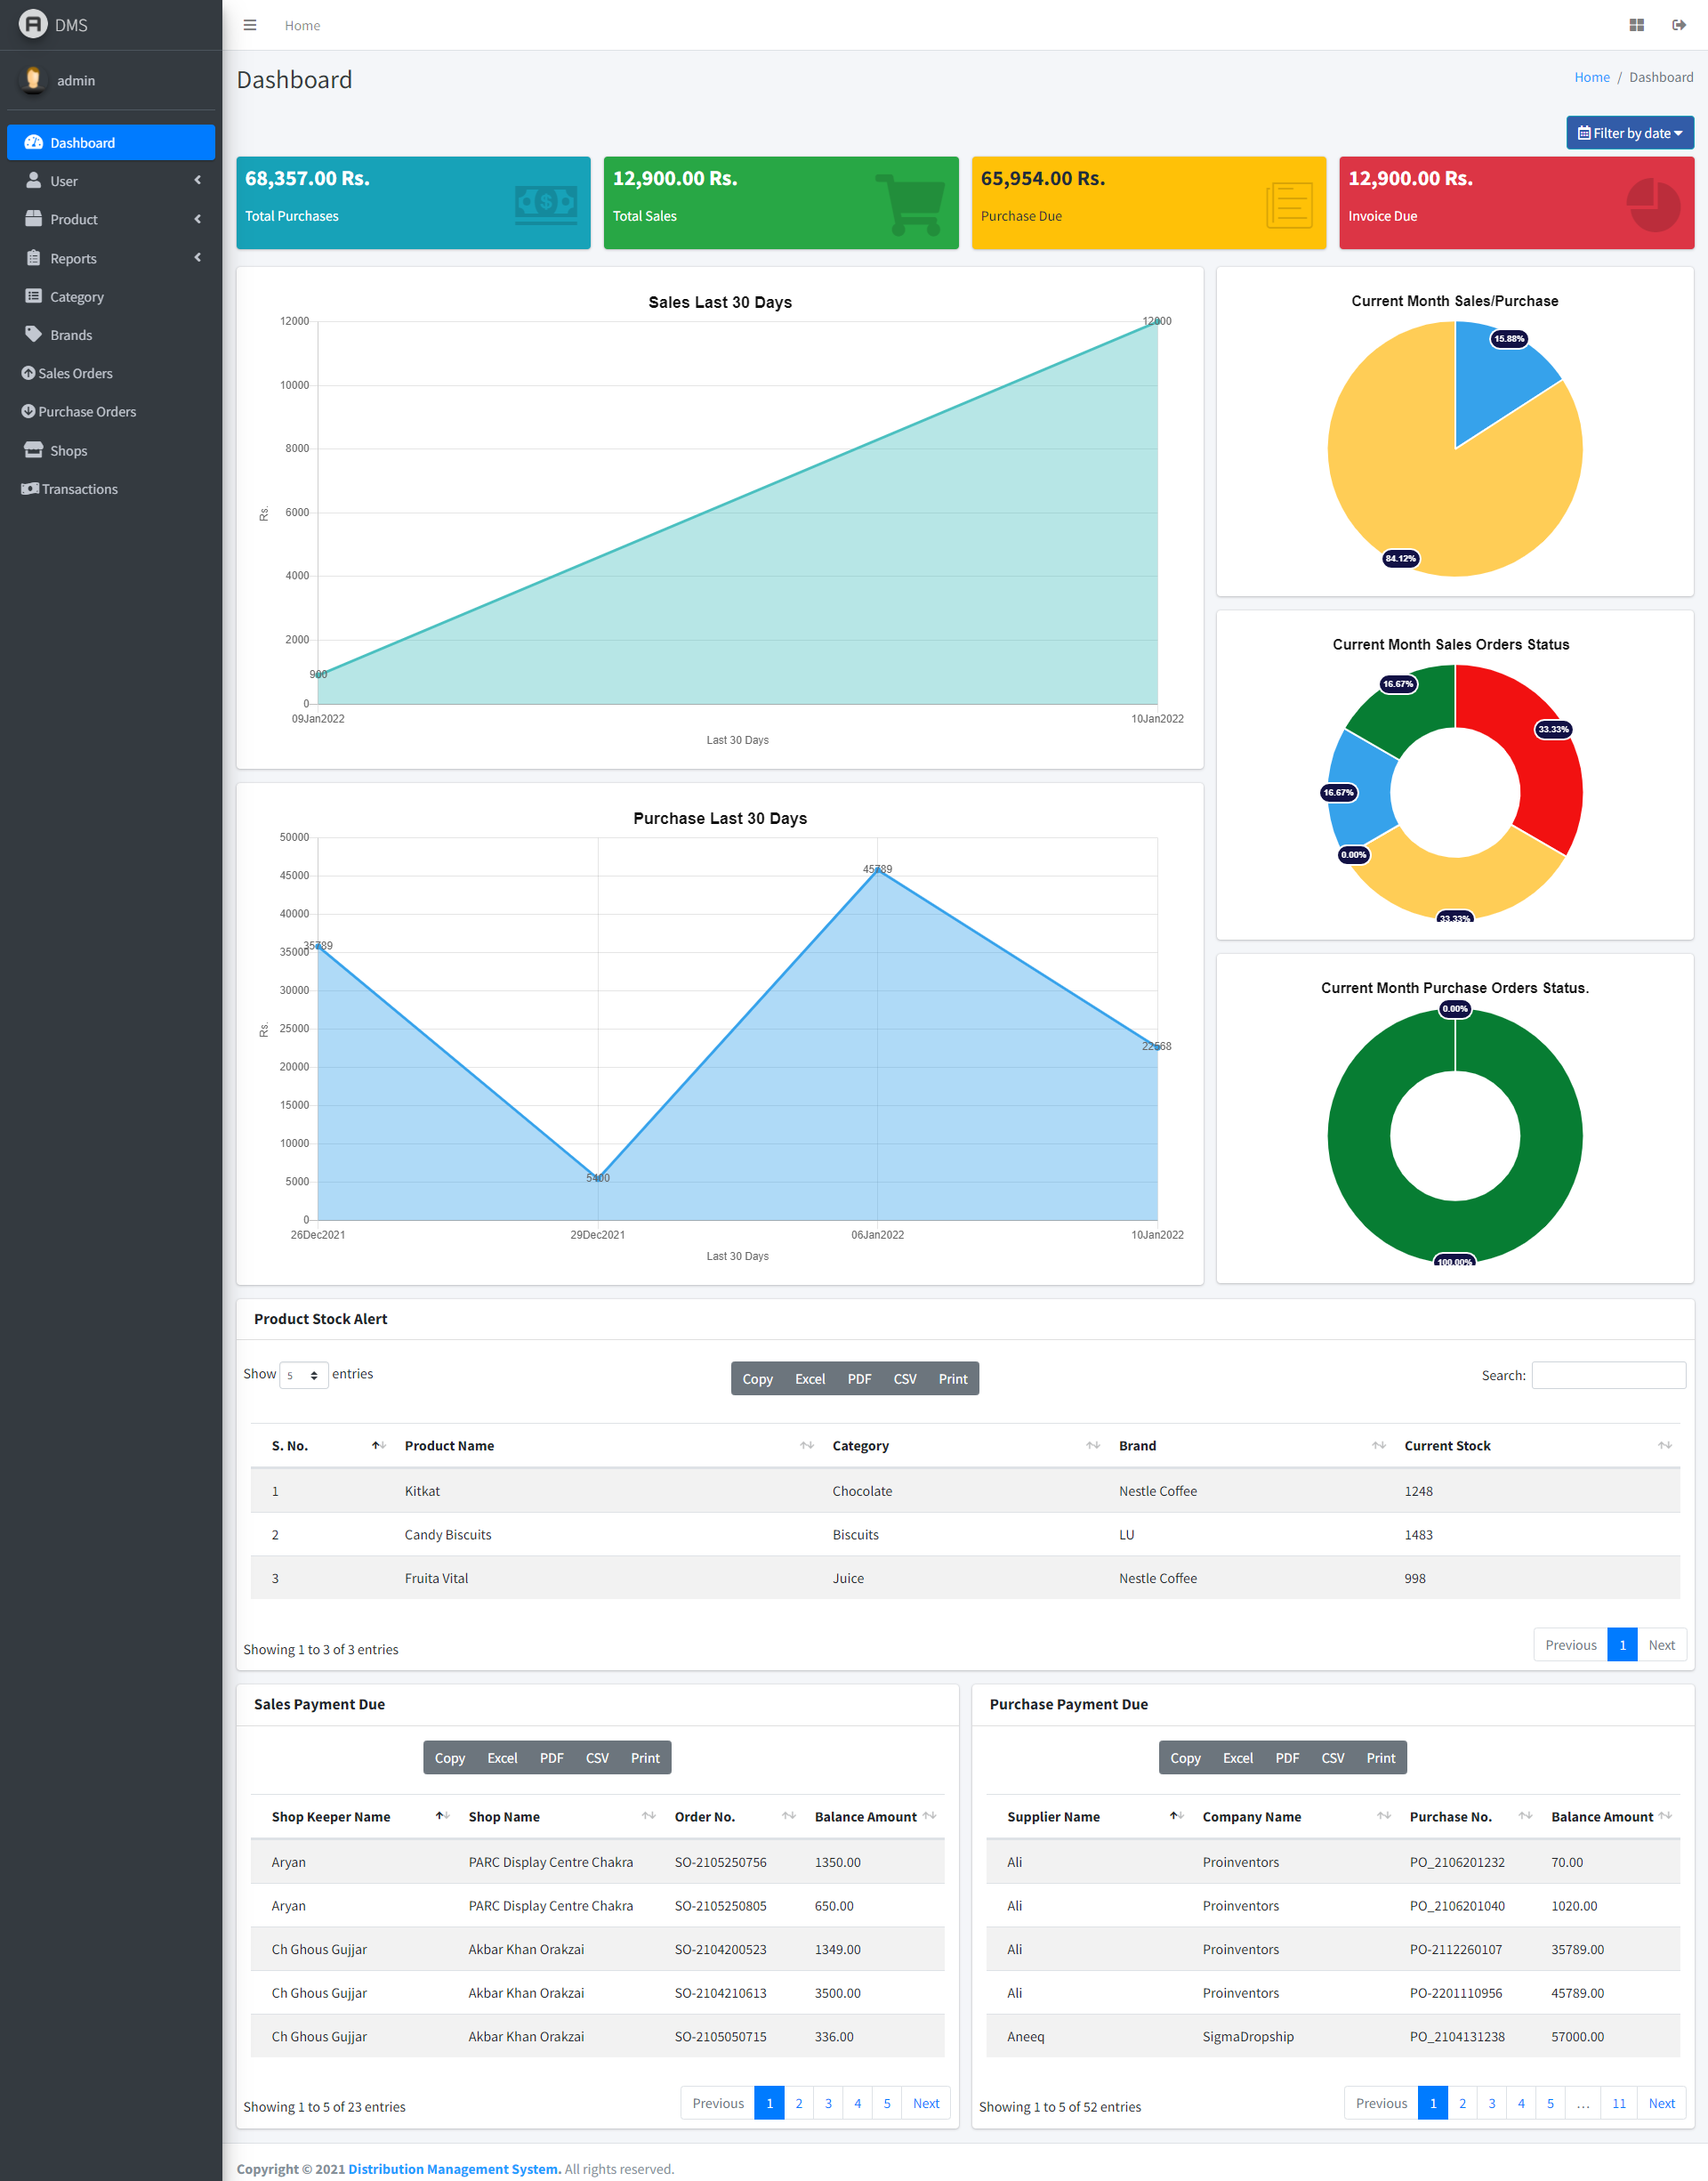 DMS
Home
admin
Dashboard
User
Product
Reports
Category
Brands
Sales Orders
Purchase Orders
Shops
Transactions
Dashboard
Home / Dashboard
Filter by date
68,357.00 Rs.
Total Purchases
12,900.00 Rs.
Total Sales
65,954.00 Rs.
Purchase Due
12,900.00 Rs.
Invoice Due
Sales Last 30 Days
12000
10000
8000
6000
4000
2000
0
Rs.
900
12000
09Jan2022
10Jan2022
Last 30 Days
Current Month Sales/Purchase
15.88%
84.12%
Current Month Sales Orders Status
16.67%
33.33%
16.67%
0.00%
33.33%
Purchase Last 30 Days
50000
45000
40000
35000
30000
25000
20000
15000
10000
5000
0
Rs.
35789
5400
45789
22568
26Dec2021
29Dec2021
06Jan2022
10Jan2022
Last 30 Days
Current Month Purchase Orders Status.
0.00%
100.00%
Product Stock Alert
Show 5 entries
Copy Excel PDF CSV Print
Search:
S. No. Product Name Category Brand Current Stock
1 Kitkat Chocolate Nestle Coffee 1248
2 Candy Biscuits Biscuits LU 1483
3 Fruita Vital Juice Nestle Coffee 998
Showing 1 to 3 of 3 entries
Previous 1 Next
Sales Payment Due
Copy Excel PDF CSV Print
Shop Keeper Name Shop Name Order No. Balance Amount
Aryan PARC Display Centre Chakra SO-2105250756 1350.00
Aryan PARC Display Centre Chakra SO-2105250805 650.00
Ch Ghous Gujjar Akbar Khan Orakzai SO-2104200523 1349.00
Ch Ghous Gujjar Akbar Khan Orakzai SO-2104210613 3500.00
Ch Ghous Gujjar Akbar Khan Orakzai SO-2105050715 336.00
Showing 1 to 5 of 23 entries
Previous 1 2 3 4 5 Next
Purchase Payment Due
Copy Excel PDF CSV Print
Supplier Name Company Name Purchase No. Balance Amount
Ali Proinventors PO_2106201232 70.00
Ali Proinventors PO_2106201040 1020.00
Ali Proinventors PO-2112260107 35789.00
Ali Proinventors PO-2201110956 45789.00
Aneeq SigmaDropship PO_2104131238 57000.00
Showing 1 to 5 of 52 entries
Previous 1 2 3 4 5 … 11 Next
Copyright © 2021 Distribution Management System. All rights reserved.